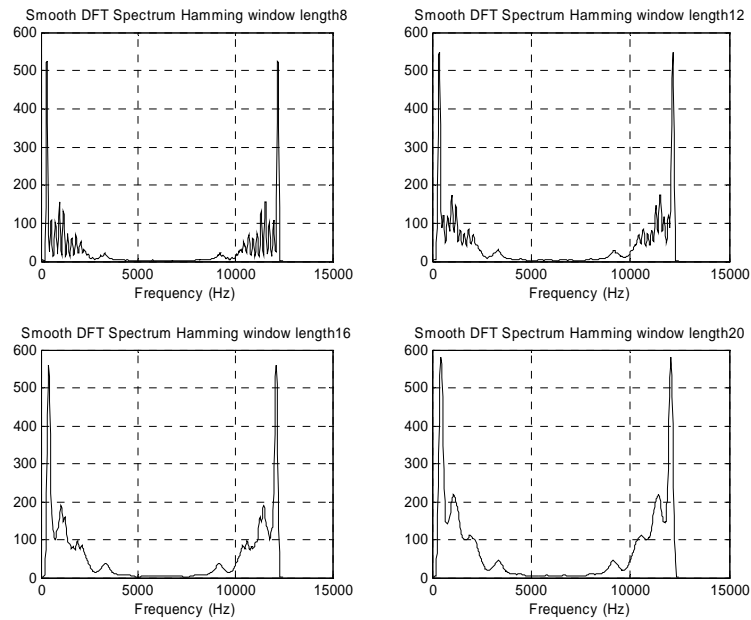 Smooth DFT Spectrum Hamming window length8
600
500
400
300
200
100
0
0 5000 10000 15000
Frequency (Hz)
Smooth DFT Spectrum Hamming window length12
600
500
400
300
200
100
0
0 5000 10000 15000
Frequency (Hz)
Smooth DFT Spectrum Hamming window length16
600
500
400
300
200
100
0
0 5000 10000 15000
Frequency (Hz)
Smooth DFT Spectrum Hamming window length20
600
500
400
300
200
100
0
0 5000 10000 15000
Frequency (Hz)